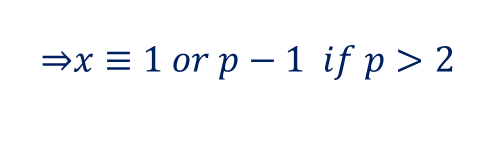 ⇒x ≡ 1 or p − 1 if p > 2